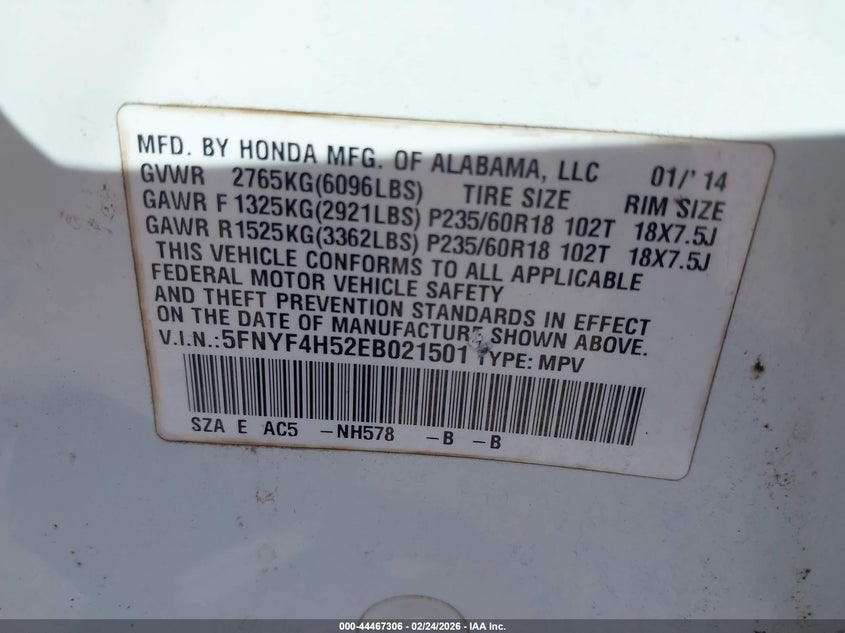 MFD. BY HONDA MFG. OF ALABAMA, LLC 01/'14
GVWR 2765KG(6096LBS) TIRE SIZE RIM SIZE
GAWR F 1325KG(2921LBS) P235/60R18 102T 18X7.5J
GAWR R 1525KG(3362LBS) P235/60R18 102T 18X7.5J
THIS VEHICLE CONFORMS TO ALL APPLICABLE
FEDERAL MOTOR VEHICLE SAFETY
AND THEFT PREVENTION STANDARDS IN EFFECT
ON THE DATE OF MANUFACTURE SHOWN ABOVE.
V.I.N.:5FNYF4H52EB021501 TYPE: MPV
SZA E AC5 -NH578 -B -B
000-44467306 - 02/24/2026 - IAA Inc.